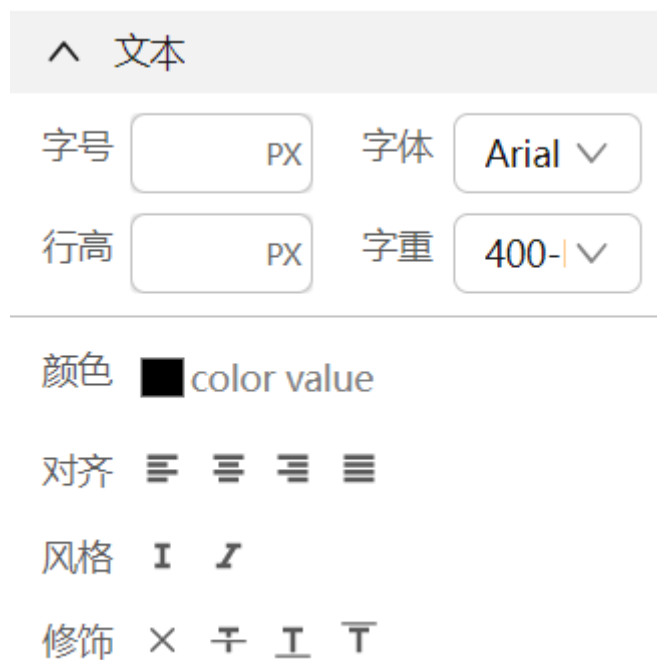 文本
字号 PX 字体 Arial
行高 PX 字重 400-
颜色 color value
对齐
风格
修饰